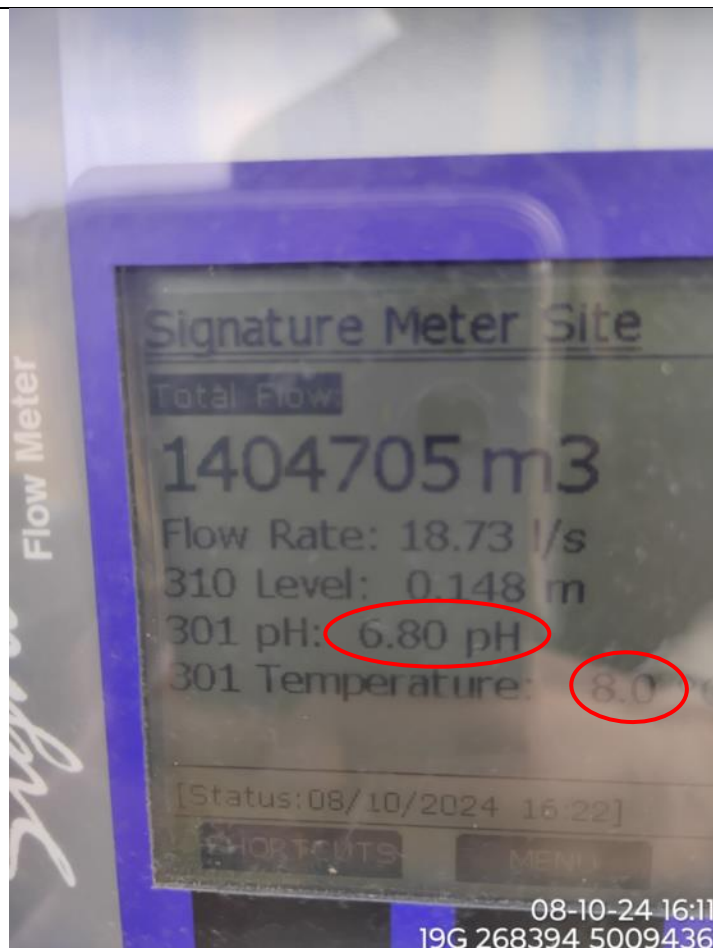 Signature Meter Site
Total Flow:
1404705 m3
Flow Rate: 18.73 l/s
310 Level: 0.148 m
301 pH: 6.80 pH
301 Temperature: 8.0
[Status:08/10/2024 16:22]
SHORTCUTS
MENU
Flow Meter
08-10-24 16:11
19G 268394 5009436